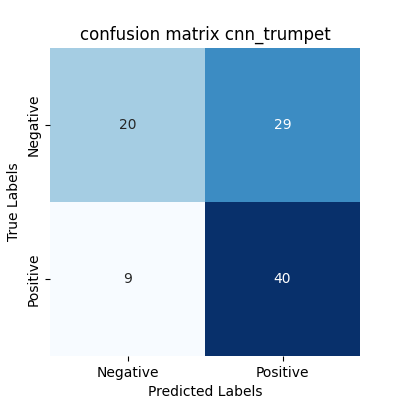 confusion matrix cnn_trumpet
True Labels
Negative
20
29
Positive
9
40
Negative
Positive
Predicted Labels